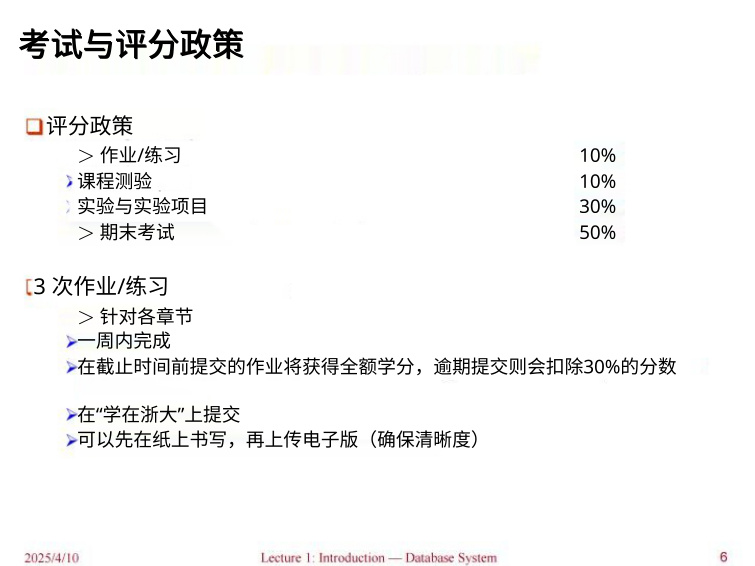 考试与评分政策
评分政策
＞作业/练习 10%
课程测验 10%
实验与实验项目 30%
＞期末考试 50%
3 次作业/练习
＞针对各章节
一周内完成
在截止时间前提交的作业将获得全额学分，逾期提交则会扣除30%的分数
在“学在浙大”上提交
可以先在纸上书写，再上传电子版（确保清晰度）
2025/4/10 Lecture 1: Introduction — Database System 6